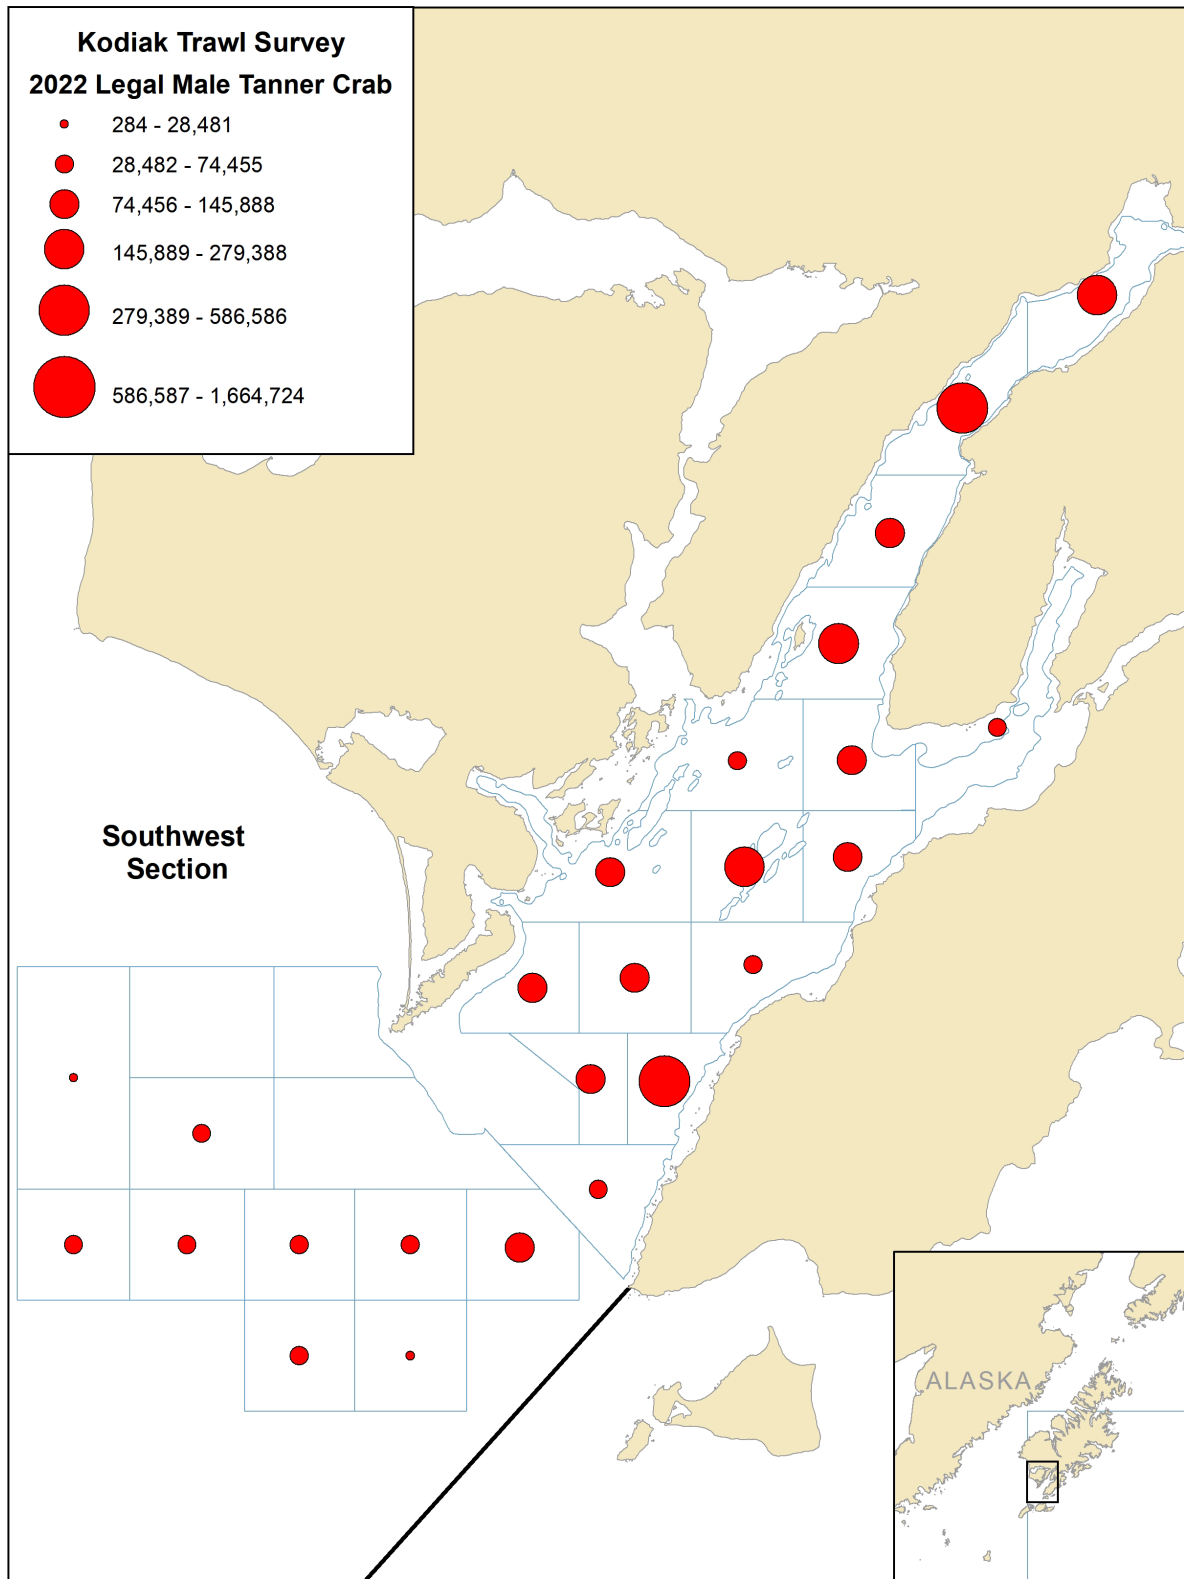 Kodiak Trawl Survey
2022 Legal Male Tanner Crab
284 - 28,481
28,482 - 74,455
74,456 - 145,888
145,889 - 279,388
279,389 - 586,586
586,587 - 1,664,724
Southwest
Section
ALASKA